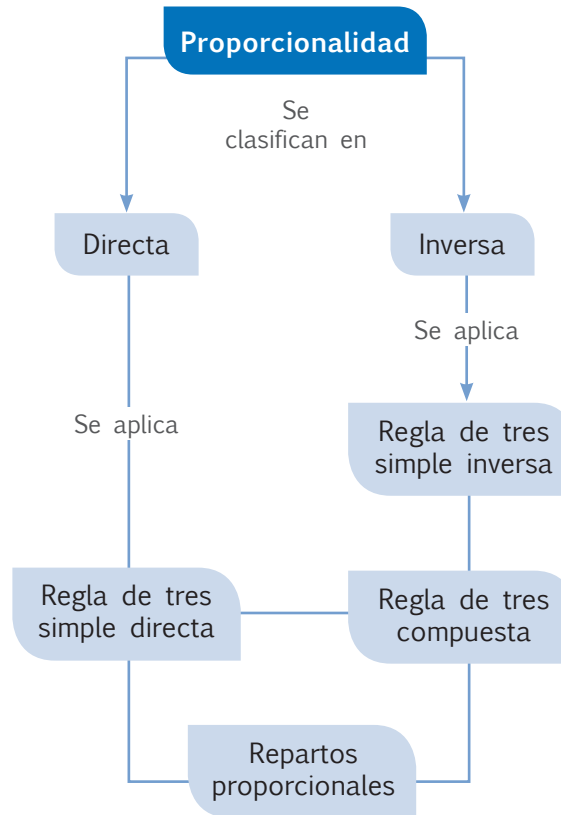 Proporcionalidad
Se
clasifican en
Directa
Inversa
Se aplica
Se aplica
Regla de tres
simple inversa
Regla de tres
simple directa
Regla de tres
compuesta
Repartos
proporcionales